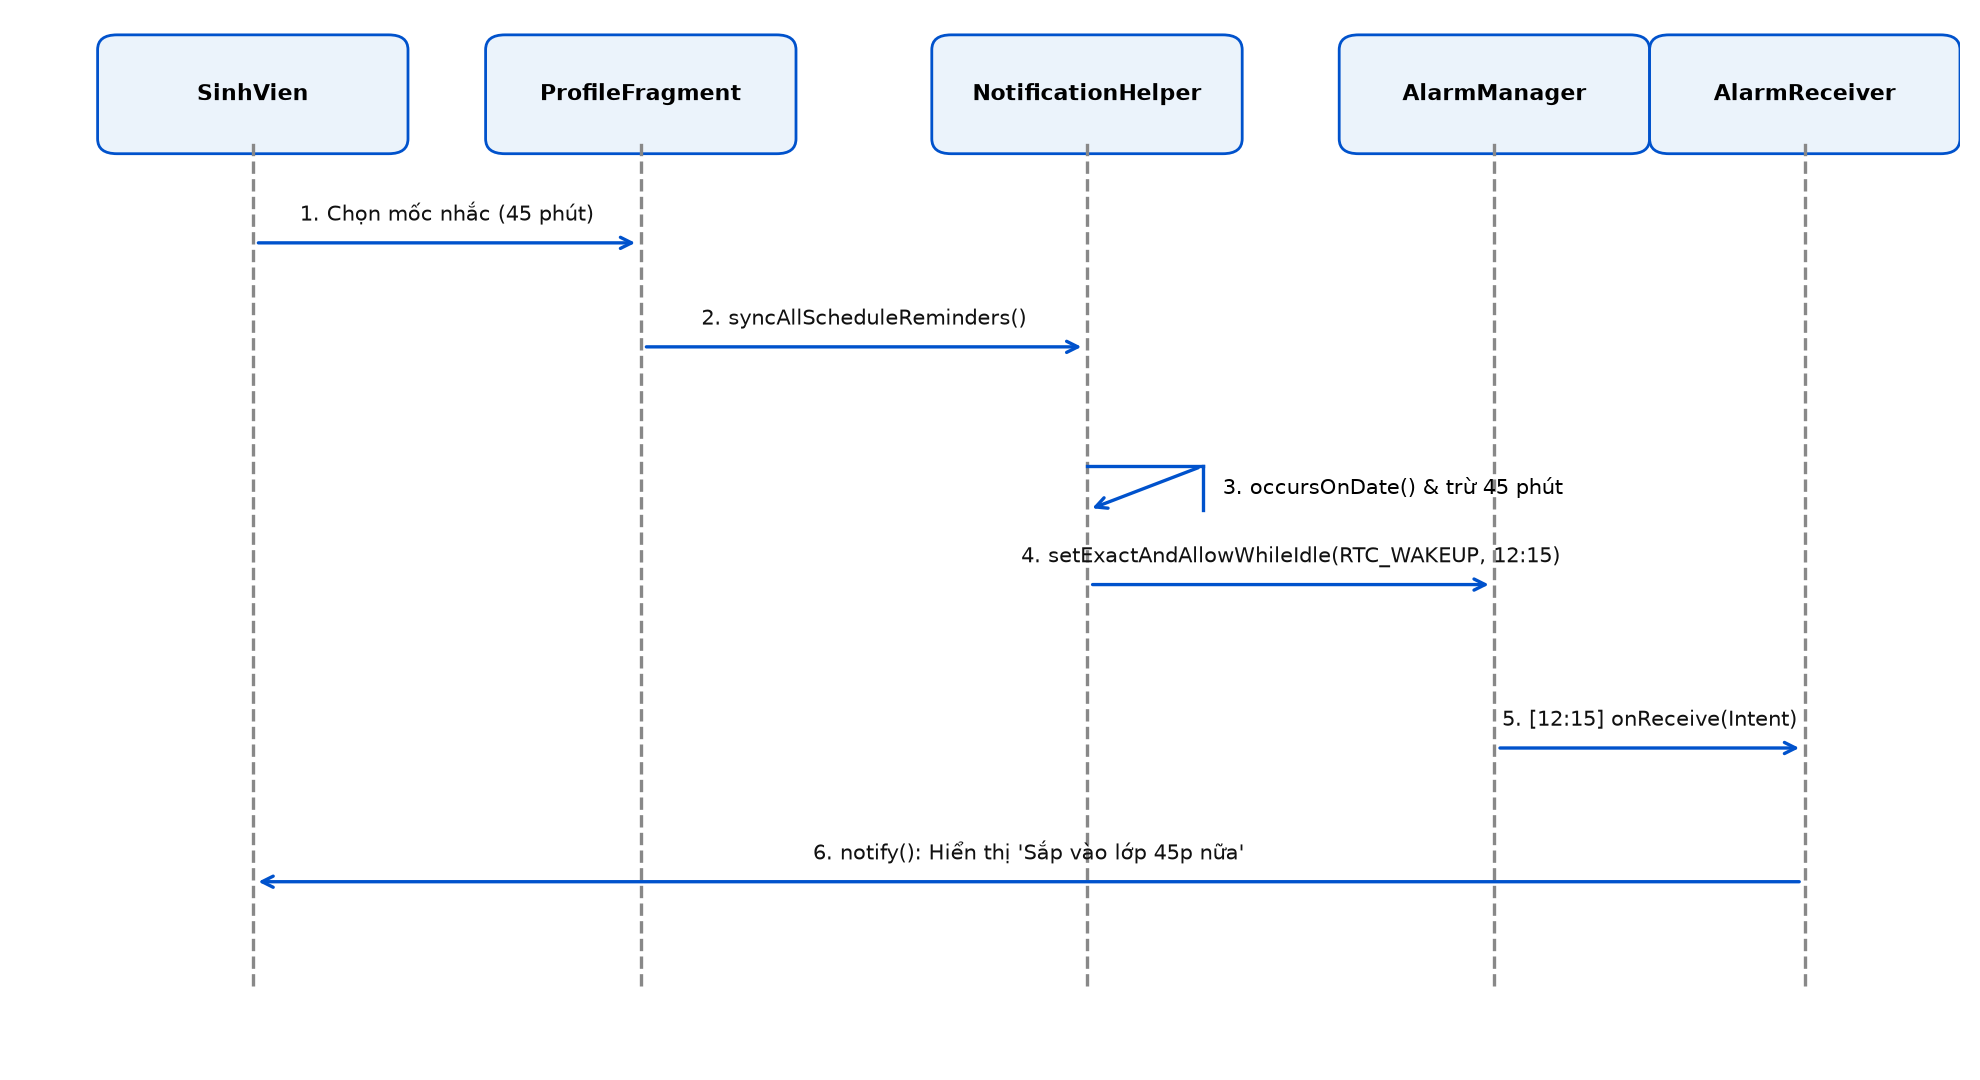 SinhVien
ProfileFragment
NotificationHelper
AlarmManager
AlarmReceiver
1. Chọn mốc nhắc (45 phút)
2. syncAllScheduleReminders()
3. occursOnDate() & trừ 45 phút
4. setExactAndAllowWhileIdle(RTC_WAKEUP, 12:15)
5. [12:15] onReceive(Intent)
6. notify(): Hiển thị 'Sắp vào lớp 45p nữa'